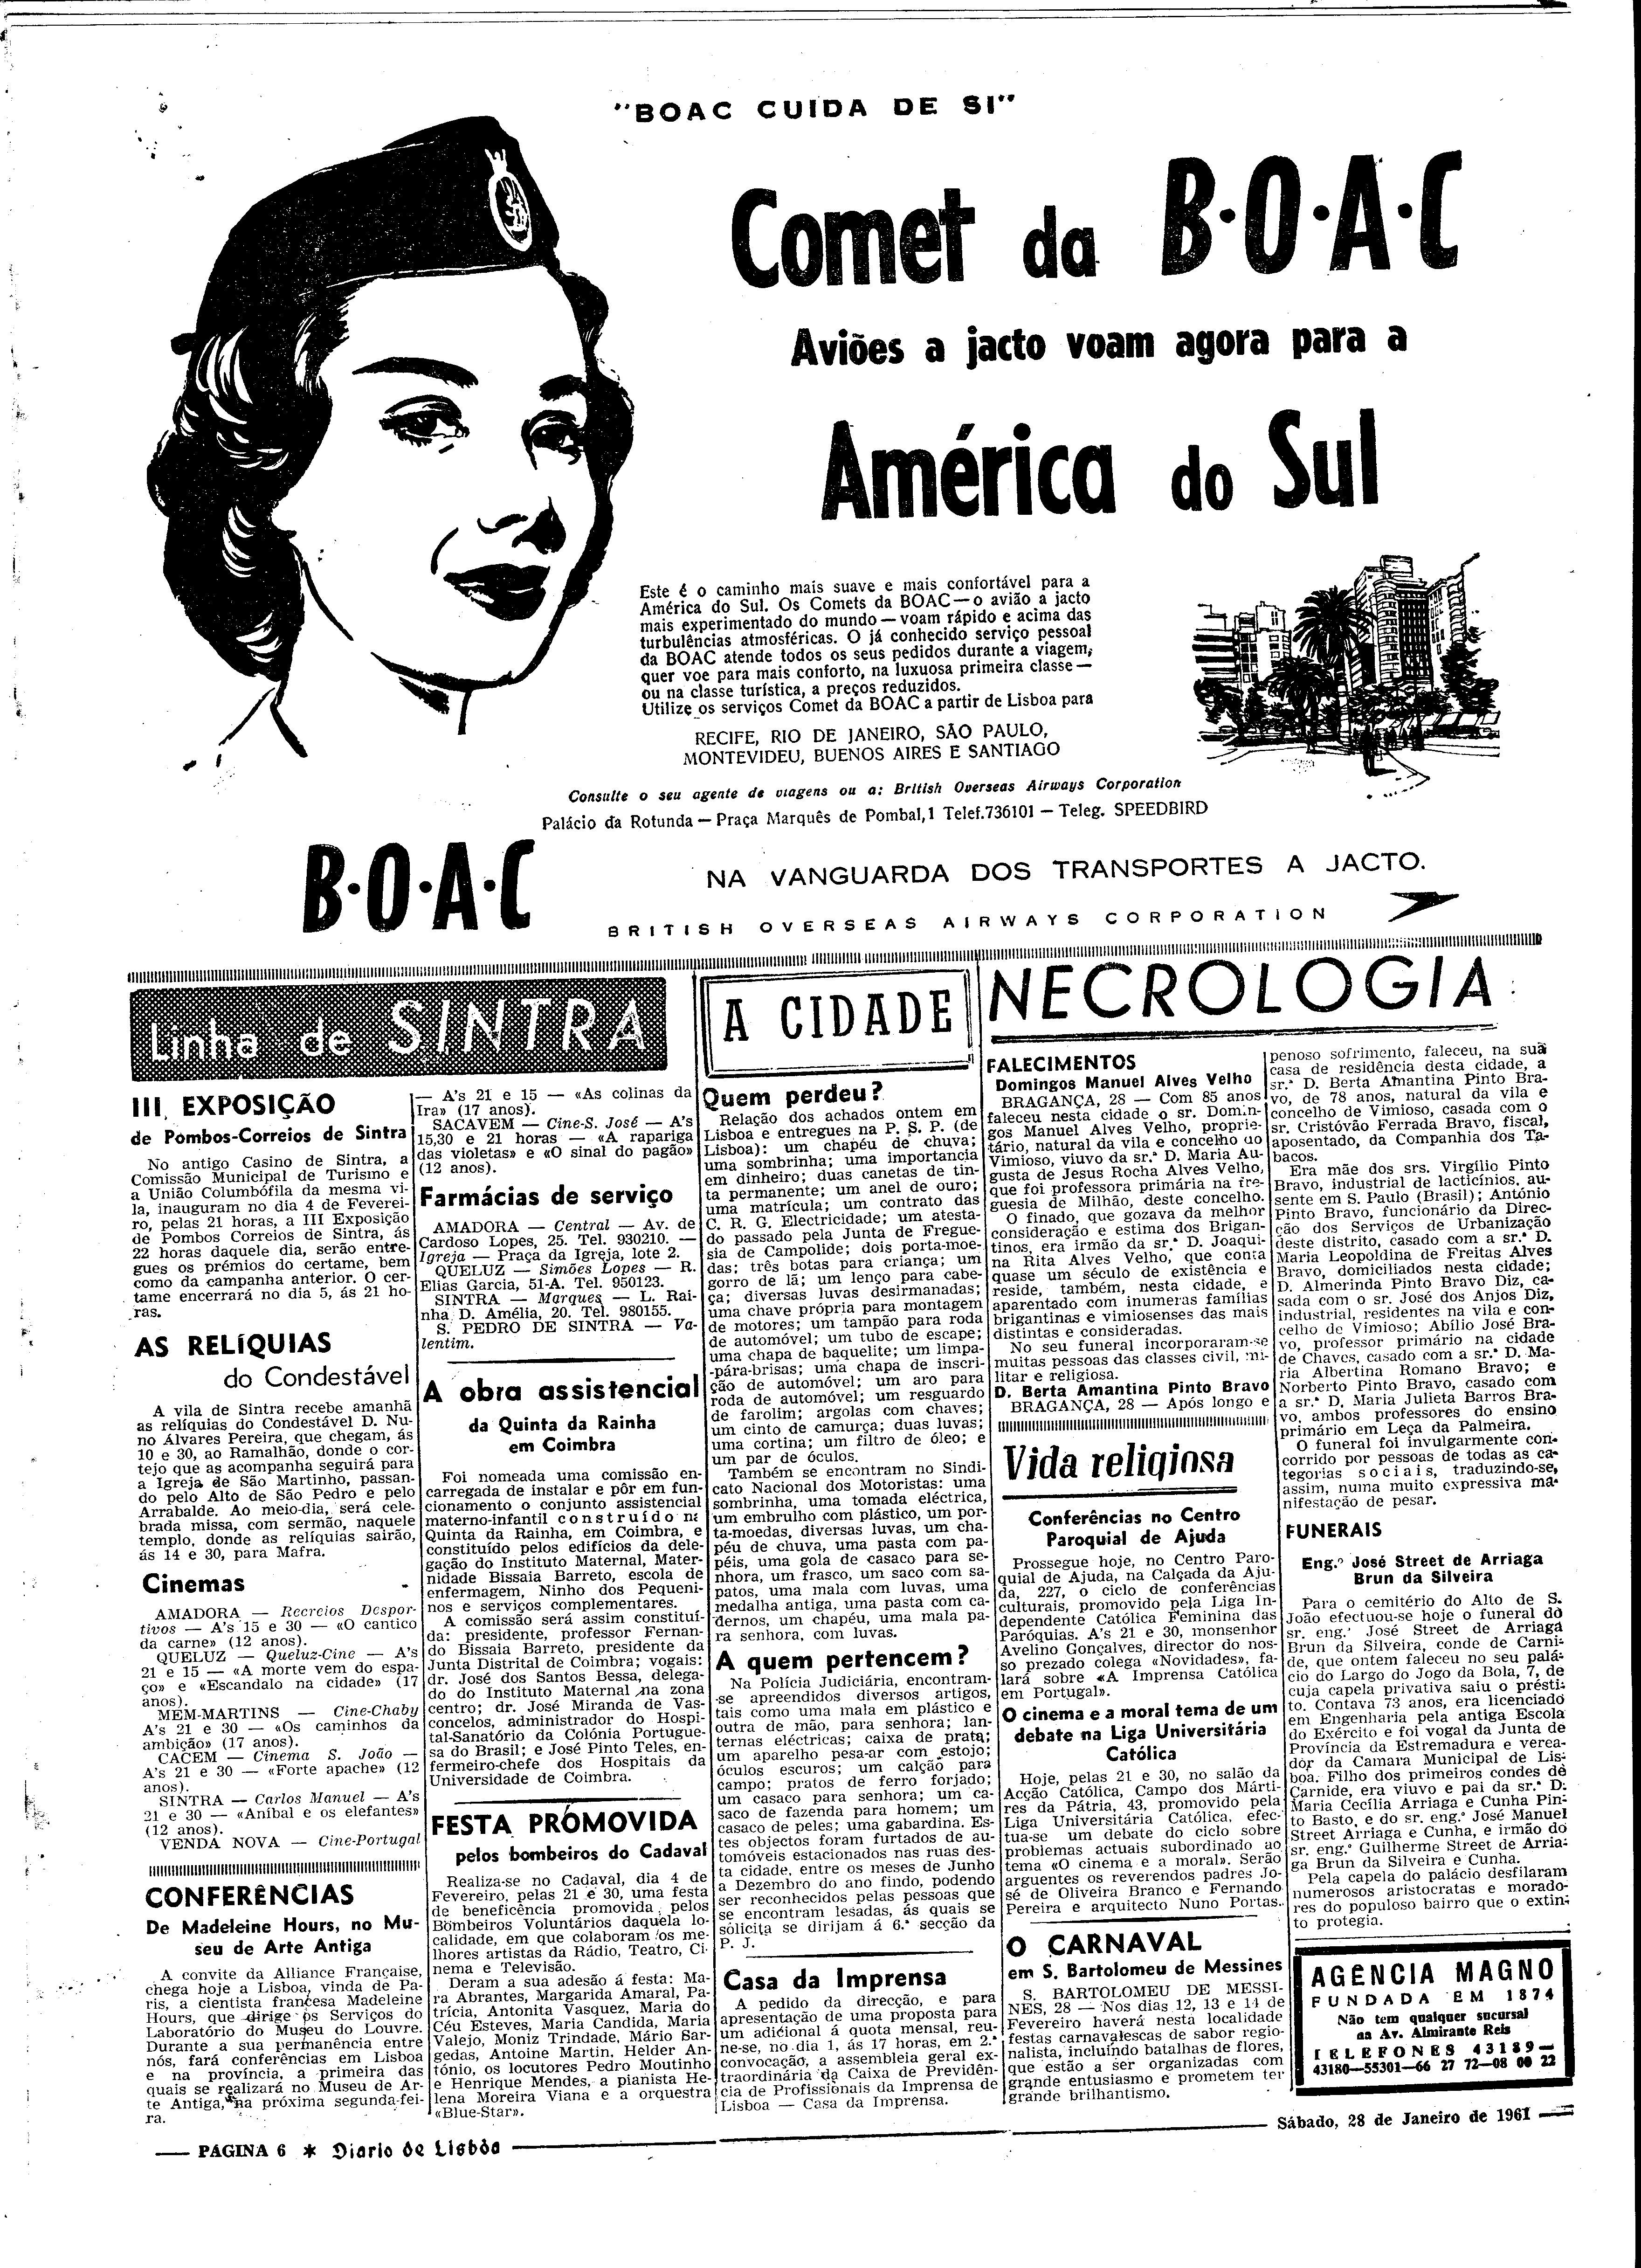 "BOAC CUIDA DE SI"
Comet da B·O·A·C
Aviões a jacto voam agora para a
América do Sul
Este é o caminho mais suave e mais confortável para a
América do Sul. Os Comets da BOAC — o avião a jacto
mais experimentado do mundo — voam rápido e acima das
turbulências atmosféricas. O já conhecido serviço pessoal
da BOAC atende todos os seus pedidos durante a viagem,
quer voe para mais conforto, na luxuosa primeira classe —
ou na classe turística, a preços reduzidos.
Utilize os serviços Comet da BOAC a partir de Lisboa para
RECIFE, RIO DE JANEIRO, SÃO PAULO,
MONTEVIDEU, BUENOS AIRES E SANTIAGO
Consulte o seu agente de viagens ou a: British Overseas Airways Corporation
Palácio da Rotunda — Praça Marquês de Pombal, 1 Telef. 736101 — Teleg. SPEEDBIRD
B·O·A·C
NA VANGUARDA DOS TRANSPORTES A JACTO.
BRITISH OVERSEAS AIRWAYS CORPORATION
Linha de SINTRA
III EXPOSIÇÃO
de Pombos-Correios de Sintra
No antigo Casino de Sintra, a
Comissão Municipal de Turismo e
a União Columbófila da mesma vi-
la, inauguram no dia 4 de Feverei-
ro, pelas 21 horas, a III Exposição
de Pombos Correios de Sintra, ás
22 horas daquele dia, serão entre-
gues os prémios do certame, bem
como da campanha anterior. O cer-
tame encerrará no dia 5, ás 21 ho-
ras.
AS RELÍQUIAS
do Condestável
A vila de Sintra recebe amanhã
as relíquias do Condestável D. Nu-
no Álvares Pereira, que chegam, ás
10 e 30, ao Ramalhão, donde o cor-
tejo que as acompanha seguirá para
a Igreja de São Martinho, passan-
do pelo Alto de São Pedro e pelo
Arrabalde. Ao meio-dia, será cele-
brada missa, com sermão, naquele
templo, donde as relíquias sairão,
ás 14 e 30, para Mafra.
Cinemas
AMADORA — Recreios Despor-
tivos — A's 15 e 30 — «O cantico
da carne» (12 anos).
QUELUZ — Queluz-Cine — A's
21 e 15 — «A morte vem do espa-
ço» e «Escandalo na cidade» (17
anos).
MEM-MARTINS — Cine-Chaby
A's 21 e 30 — «Os caminhos da
ambição» (17 anos).
CACEM — Cinema S. João —
A's 21 e 30 — «Forte apache» (12
anos).
SINTRA — Carlos Manuel — A's
21 e 30 — «Aníbal e os elefantes»
(12 anos).
VENDA NOVA — Cine-Portugal
— A's 21 e 15 — «As colinas da
Ira» (17 anos).
SACAVEM — Cine-S. José — A's
15,30 e 21 horas — «A rapariga
das violetas» e «O sinal do pagão»
(12 anos).
Farmácias de serviço
AMADORA — Central — Av. de
Cardoso Lopes, 25. Tel. 930210. —
Igreja — Praça da Igreja, lote 2.
QUELUZ — Simões Lopes — R.
Elias Garcia, 51-A. Tel. 950123.
SINTRA — Marques — L. Rai-
nha D. Amélia, 20. Tel. 980155.
S. PEDRO DE SINTRA — Va-
lentim.
A obra assistencial
da Quinta da Rainha
em Coimbra
Foi nomeada uma comissão en-
carregada de instalar e pôr em fun-
cionamento o conjunto assistencial
materno-infantil construído na
Quinta da Rainha, em Coimbra, e
constituído pelos edifícios da dele-
gação do Instituto Maternal, Mater-
nidade Bissaia Barreto, escola de
enfermagem, Ninho dos Pequeni-
nos e serviços complementares.
A comissão será assim constituí-
da: presidente, professor Fernan-
do Bissaia Barreto, presidente da
Junta Distrital de Coimbra; vogais:
dr. José dos Santos Bessa, delega-
do do Instituto Maternal na zona
centro; dr. José Miranda de Vas-
concelos, administrador do Hospi-
tal-Sanatório da Colónia Portugue-
sa do Brasil; e José Pinto Teles, en-
fermeiro-chefe dos Hospitais da
Universidade de Coimbra.
FESTA PROMOVIDA
pelos bombeiros do Cadaval
Realiza-se no Cadaval, dia 4 de
Fevereiro, pelas 21 e 30, uma festa
de beneficência promovida pelos
Bombeiros Voluntários daquela lo-
calidade, em que colaboram os me-
lhores artistas da Rádio, Teatro, Ci-
nema e Televisão.
Deram a sua adesão á festa: Ma-
ra Abrantes, Margarida Amaral, Pa-
trícia, Antonita Vasquez, Maria do
Céu Esteves, Maria Candida, Maria
Valejo, Moniz Trindade, Mário Sar-
gedas, Antoine Martin, Helder An-
tónio, os locutores Pedro Moutinho
e Henrique Mendes, a pianista He-
lena Moreira Viana e a orquestra
«Blue-Star».
CONFERÊNCIAS
De Madeleine Hours, no Mu-
seu de Arte Antiga
A convite da Alliance Française,
chega hoje a Lisboa, vinda de Pa-
ris, a cientista francesa Madeleine
Hours, que dirige os Serviços do
Laboratório do Museu do Louvre.
Durante a sua permanência entre
nós, fará conferências em Lisboa
e na província, a primeira das
quais se realizará no Museu de Ar-
te Antiga, na próxima segunda-fei-
ra.
A CIDADE
Quem perdeu?
Relação dos achados ontem em
Lisboa e entregues na P. S. P. (de
Lisboa): um chapéu de chuva;
uma sombrinha; uma importancia
em dinheiro; duas canetas de tin-
ta permanente; um anel de ouro;
uma matrícula; um contrato das
C. R. G. Electricidade; um atesta-
do passado pela Junta de Fregue-
sia de Campolide; dois porta-moe-
das; três botas para criança; um
gorro de lã; um lenço para cabe-
ça; diversas luvas desirmanadas;
uma chave própria para montagem
de motores; um tampão para roda
de automóvel; um tubo de escape;
uma chapa de baquelite; um limpa-
-pára-brisas; uma chapa de inscri-
ção de automóvel; um aro para
roda de automóvel; um resguardo
de farolim; argolas com chaves;
um cinto de camurça; duas luvas;
uma cortina; um filtro de óleo; e
um par de óculos.
Também se encontram no Sindi-
cato Nacional dos Motoristas: uma
sombrinha, uma tomada eléctrica,
um embrulho com plástico, um por-
ta-moedas, diversas luvas, um cha-
péu de chuva, uma pasta com pa-
péis, uma gola de casaco para se-
nhora, um frasco, um saco com sa-
patos, uma mala com luvas, uma
medalha antiga, uma pasta com ca-
dernos, um chapéu, uma mala pa-
ra senhora, com luvas.
A quem pertencem?
Na Polícia Judiciária, encontram-
-se apreendidos diversos artigos,
tais como uma mala em plástico e
outra de mão, para senhora; lan-
ternas eléctricas; caixa de prata;
um aparelho pesa-ar com estojo;
óculos escuros; um calção para
campo; pratos de ferro forjado;
um casaco para senhora; um ca-
saco de fazenda para homem; um
casaco de peles; uma gabardina. Es-
tes objectos foram furtados de au-
tomóveis estacionados nas ruas des-
ta cidade, entre os meses de Junho
a Dezembro do ano findo, podendo
ser reconhecidos pelas pessoas que
se encontram lesadas, ás quais se
solicita se dirijam á 6.ª secção da
P. J.
Casa da Imprensa
A pedido da direcção, e para
apresentação de uma proposta para
um adicional á quota mensal, reu-
ne-se, no dia 1, ás 17 horas, em 2.ª
convocação, a assembleia geral ex-
traordinária da Caixa de Previdên-
cia de Profissionais da Imprensa de
Lisboa — Casa da Imprensa.
NECROLOGIA
FALECIMENTOS
Domingos Manuel Alves Velho
BRAGANÇA, 28 — Com 85 anos
faleceu nesta cidade o sr. Domin-
gos Manuel Alves Velho, proprie-
tário, natural da vila e concelho do
Vimioso, viuvo da sr.ª D. Maria Au-
gusta de Jesus Rocha Alves Velho,
que foi professora primária na fre-
guesia de Milhão, deste concelho.
O finado, que gozava da melhor
consideração e estima dos Brigan-
tinos, era irmão da sr.ª D. Joaqui-
na Rita Alves Velho, que conta
quase um século de existência e
reside, também, nesta cidade, e
aparentado com inumeras famílias
brigantinas e vimiosenses das mais
distintas e consideradas.
No seu funeral incorporaram-se
muitas pessoas das classes civil, mi-
litar e religiosa.
D. Berta Amantina Pinto Bravo
BRAGANÇA, 28 — Após longo e
penoso sofrimento, faleceu, na sua
casa de residência desta cidade, a
sr.ª D. Berta Amantina Pinto Bra-
vo, de 78 anos, natural da vila e
concelho de Vimioso, casada com o
sr. Cristóvão Ferrada Bravo, fiscal,
aposentado, da Companhia dos Ta-
bacos.
Era mãe dos srs. Virgílio Pinto
Bravo, industrial de lacticínios, au-
sente em S. Paulo (Brasil); António
Pinto Bravo, funcionário da Direc-
ção dos Serviços de Urbanização
deste distrito, casado com a sr.ª D.
Maria Leopoldina de Freitas Alves
Bravo, domiciliados nesta cidade;
D. Almerinda Pinto Bravo Diz, ca-
sada com o sr. José dos Anjos Diz,
industrial, residentes na vila e con-
celho de Vimioso; Abílio José Bra-
vo, professor primário na cidade
de Chaves, casado com a sr.ª D. Ma-
ria Albertina Romano Bravo; e
Norberto Pinto Bravo, casado com
a sr.ª D. Maria Julieta Barros Bra-
vo, ambos professores do ensino
primário em Leça da Palmeira.
O funeral foi invulgarmente con-
corrido por pessoas de todas as ca-
tegorias sociais, traduzindo-se,
assim, numa muito expressiva ma-
nifestação de pesar.
FUNERAIS
Eng.º José Street de Arriaga
Brun da Silveira
Para o cemitério do Alto de S.
João efectuou-se hoje o funeral do
sr. eng.º José Street de Arriaga
Brun da Silveira, conde de Carni-
de, que ontem faleceu no seu palá-
cio do Largo do Jogo da Bola, 7, de
cuja capela privativa saiu o présti-
to. Contava 73 anos, era licenciado
em Engenharia pela antiga Escola
do Exército e foi vogal da Junta de
Província da Estremadura e verea-
dor da Camara Municipal de Lis-
boa. Filho dos primeiros condes de
Carnide, era viuvo e pai da sr.ª D.
Maria Cecília Arriaga e Cunha Pin-
to Basto, e do sr. eng.º José Manuel
Street Arriaga e Cunha, e irmão do
sr. eng.º Guilherme Street de Arria-
ga Brun da Silveira e Cunha.
Pela capela do palácio desfilaram
numerosos aristocratas e morado-
res do populoso bairro que o extin-
to protegia.
Vida religiosa
Conferências no Centro
Paroquial de Ajuda
Prossegue hoje, no Centro Paro-
quial de Ajuda, na Calçada da Aju-
da, 227, o ciclo de conferências
culturais, promovido pela Liga In-
dependente Católica Feminina das
Paróquias. A's 21 e 30, monsenhor
Avelino Gonçalves, director do nos-
so prezado colega «Novidades», fa-
lará sobre «A Imprensa Católica
em Portugal».
O cinema e a moral tema de um
debate na Liga Universitária
Católica
Hoje, pelas 21 e 30, no salão da
Acção Católica, Campo dos Márti-
res da Pátria, 43, promovido pela
Liga Universitária Católica, efec-
tua-se um debate do ciclo sobre
problemas actuais subordinado ao
tema «O cinema e a moral». Serão
arguentes os reverendos padres Jo-
sé de Oliveira Branco e Fernando
Pereira e arquitecto Nuno Portas.
O CARNAVAL
em S. Bartolomeu de Messines
S. BARTOLOMEU DE MESSI-
NES, 28 — Nos dias 12, 13 e 14 de
Fevereiro haverá nesta localidade
festas carnavalescas de sabor regio-
nalista, incluindo batalhas de flores,
que estão a ser organizadas com
grande entusiasmo e prometem ter
grande brilhantismo.
AGENCIA MAGNO
FUNDADA EM 1874
Não tem qualquer sucursal
na Av. Almirante Reis
TELEFONES 43189—
43180—55301—66 27 72—08 00 22
PÁGINA 6 * Diario de Lisbôa
Sábado, 28 de Janeiro de 1961